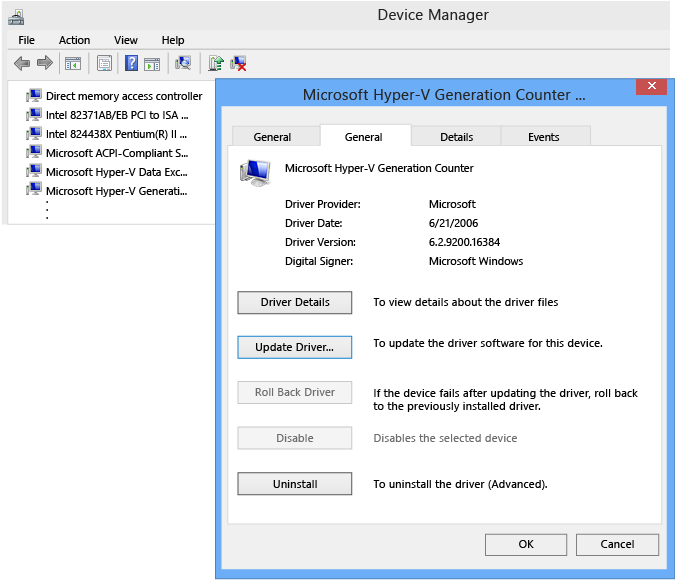 Device Manager
File Action View Help
Direct memory access controller
Intel 82371AB/EB PCI to ISA ...
Intel 824438X Pentium(R) II ...
Microsoft ACPI-Compliant S...
Microsoft Hyper-V Data Exc...
Microsoft Hyper-V Generati...
Microsoft Hyper-V Generation Counter ...
General General Details Events
Microsoft Hyper-V Generation Counter
Driver Provider: Microsoft
Driver Date: 6/21/2006
Driver Version: 6.2.9200.16384
Digital Signer: Microsoft Windows
Driver Details To view details about the driver files
Update Driver... To update the driver software for this device.
Roll Back Driver If the device fails after updating the driver, roll back
to the previously installed driver.
Disable Disables the selected device
Uninstall To uninstall the driver (Advanced).
OK Cancel